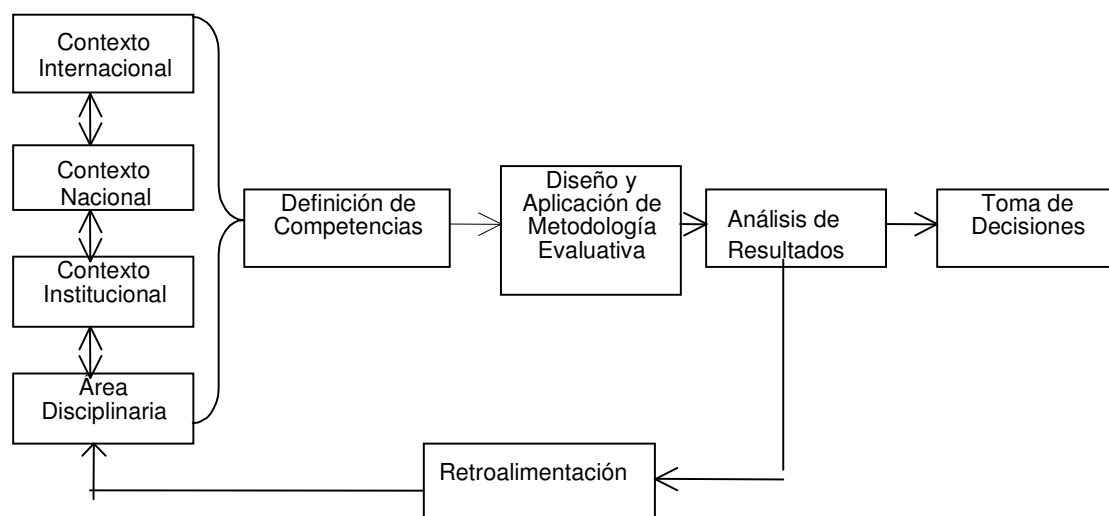 Contexto
Internacional
Contexto
Nacional
Contexto
Institucional
Area
Disciplinaria
Definición de
Competencias
Diseño y
Aplicación de
Metodología
Evaluativa
Análisis de
Resultados
Toma de
Decisiones
Retroalimentación